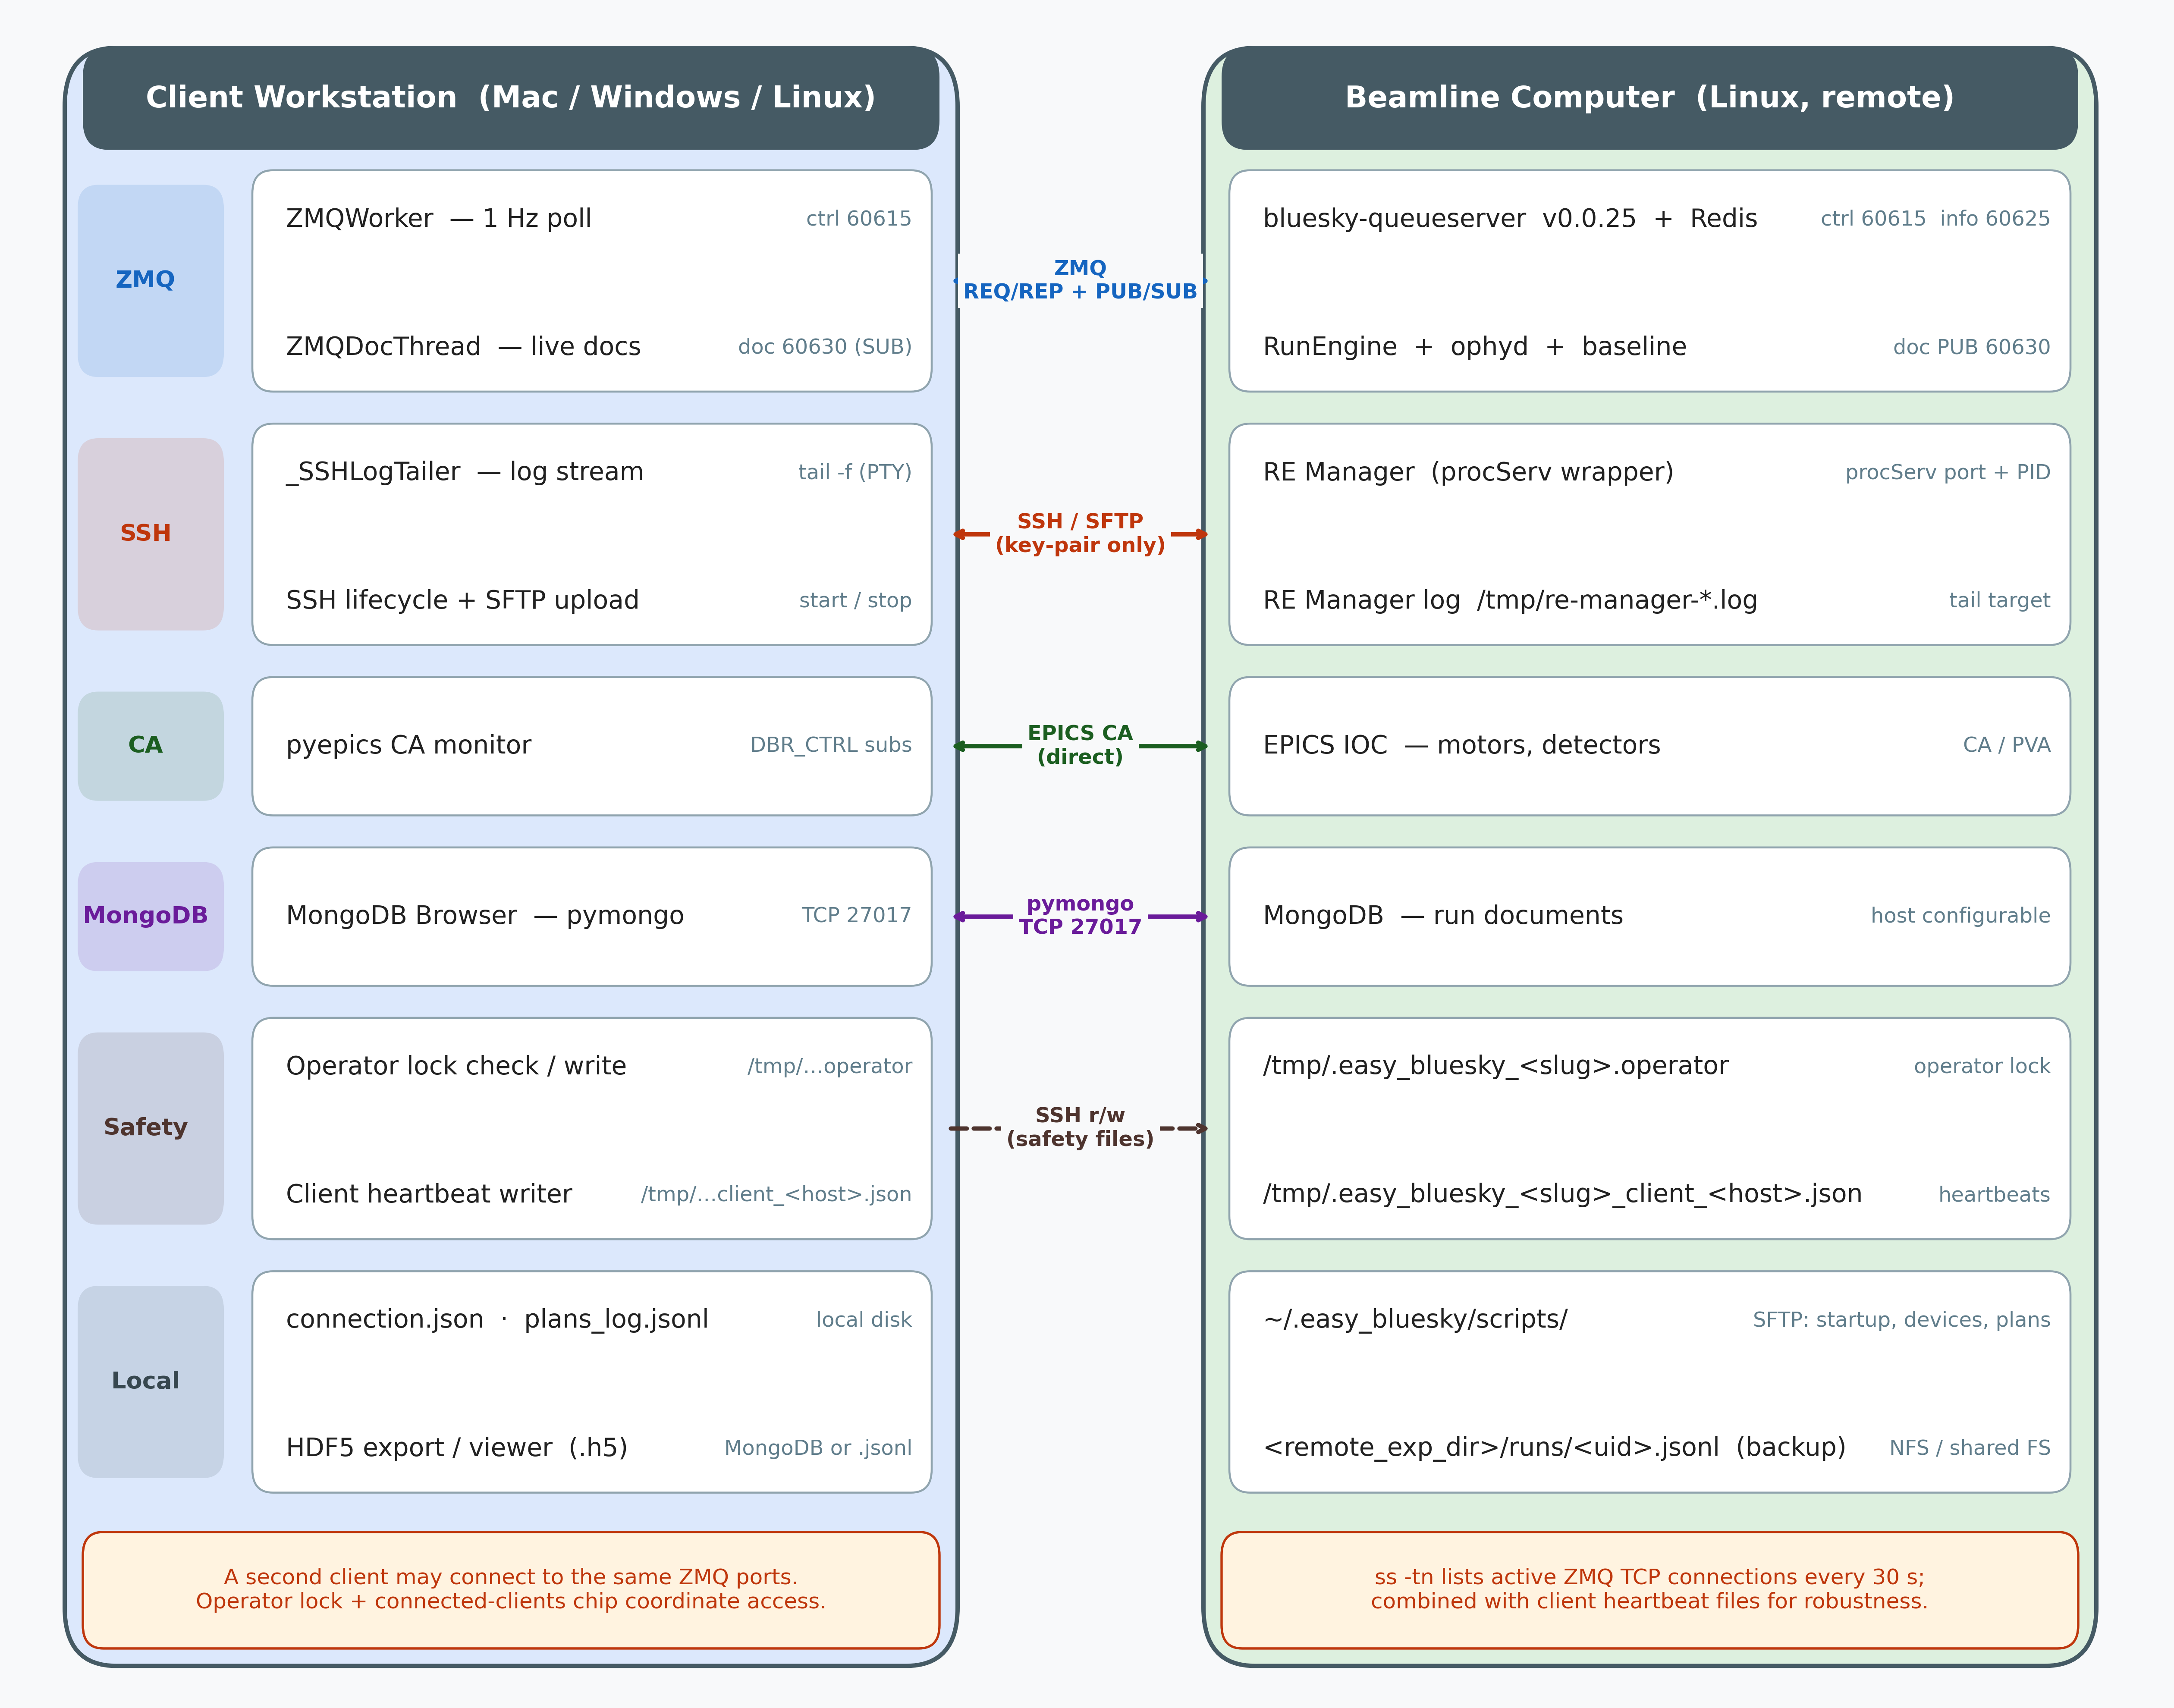 Client Workstation  (Mac / Windows / Linux)
ZMQ
ZMQWorker  — 1 Hz poll
ctrl 60615
ZMQDocThread  — live docs
doc 60630 (SUB)
SSH
_SSHLogTailer  — log stream
tail -f (PTY)
SSH lifecycle + SFTP upload
start / stop
CA
pyepics CA monitor
DBR_CTRL subs
MongoDB
MongoDB Browser  — pymongo
TCP 27017
Safety
Operator lock check / write
/tmp/…operator
Client heartbeat writer
/tmp/…client_<host>.json
Local
connection.json  ·  plans_log.jsonl
local disk
HDF5 export / viewer  (.h5)
MongoDB or .jsonl
A second client may connect to the same ZMQ ports.
Operator lock + connected-clients chip coordinate access.
ZMQ
REQ/REP + PUB/SUB
SSH / SFTP
(key-pair only)
EPICS CA
(direct)
pymongo
TCP 27017
SSH r/w
(safety files)
Beamline Computer  (Linux, remote)
bluesky-queueserver  v0.0.25  +  Redis
ctrl 60615  info 60625
RunEngine  +  ophyd  +  baseline
doc PUB 60630
RE Manager  (procServ wrapper)
procServ port + PID
RE Manager log  /tmp/re-manager-*.log
tail target
EPICS IOC  — motors, detectors
CA / PVA
MongoDB  — run documents
host configurable
/tmp/.easy_bluesky_<slug>.operator
operator lock
/tmp/.easy_bluesky_<slug>_client_<host>.json
heartbeats
~/.easy_bluesky/scripts/
SFTP: startup, devices, plans
<remote_exp_dir>/runs/<uid>.jsonl  (backup)
NFS / shared FS
ss -tn lists active ZMQ TCP connections every 30 s;
combined with client heartbeat files for robustness.